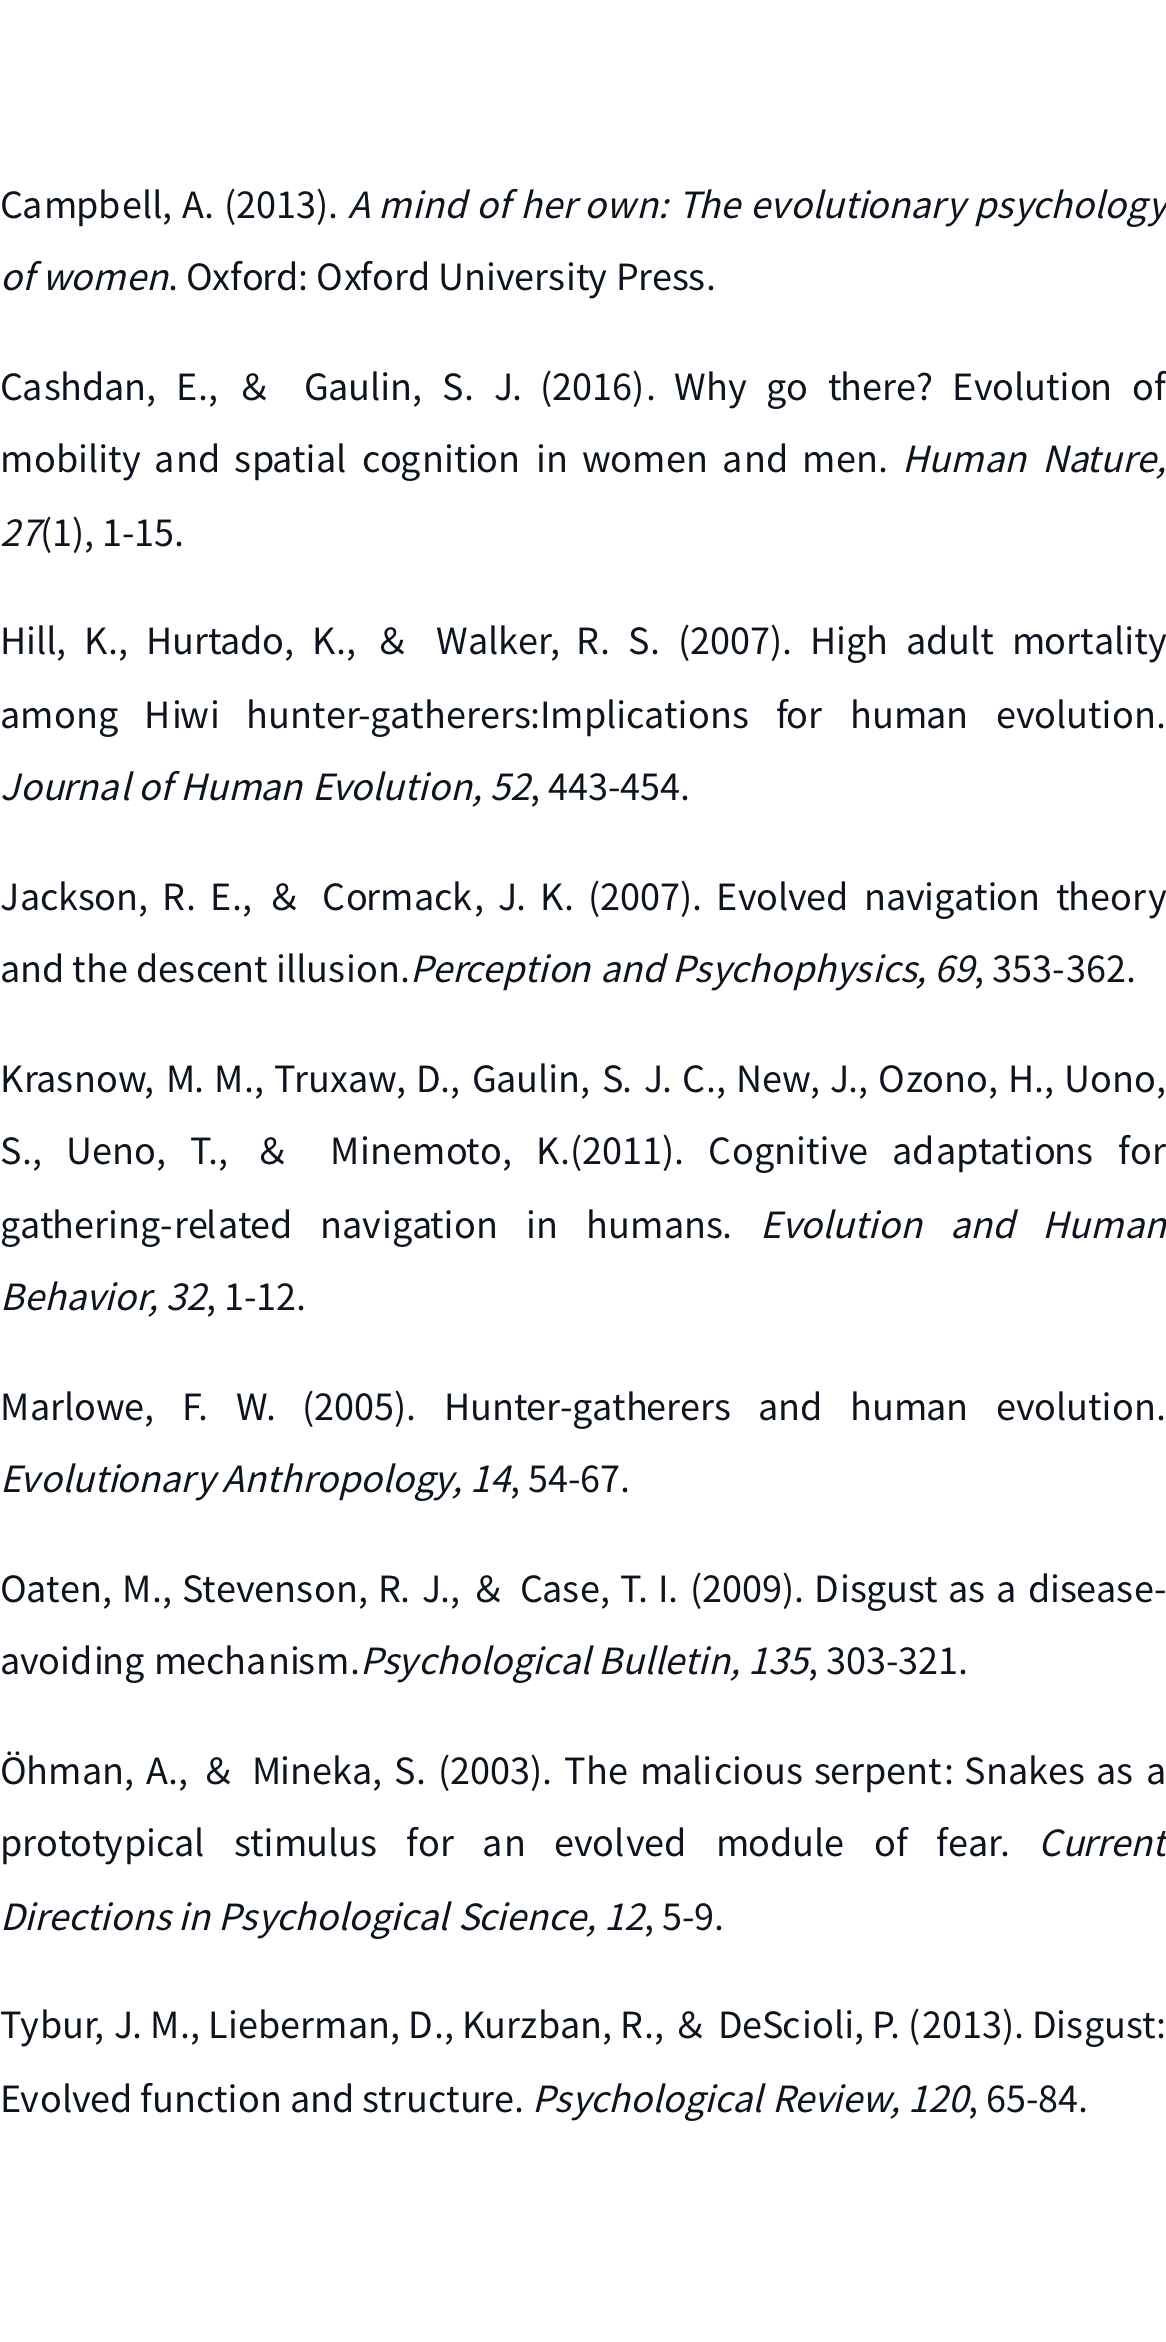 Campbell, A. (2013). A mind of her own: The evolutionary psychology
of women. Oxford: Oxford University Press.
Cashdan, E., & Gaulin, S. J. (2016). Why go there? Evolution of
mobility and spatial cognition in women and men. Human Nature,
27(1), 1-15.
Hill, K., Hurtado, K., & Walker, R. S. (2007). High adult mortality
among Hiwi hunter-gatherers:Implications for human evolution.
Journal of Human Evolution, 52, 443-454.
Jackson, R. E., & Cormack, J. K. (2007). Evolved navigation theory
and the descent illusion.Perception and Psychophysics, 69, 353-362.
Krasnow, M. M., Truxaw, D., Gaulin, S. J. C., New, J., Ozono, H., Uono,
S., Ueno, T., & Minemoto, K.(2011). Cognitive adaptations for
gathering-related navigation in humans. Evolution and Human
Behavior, 32, 1-12.
Marlowe, F. W. (2005). Hunter-gatherers and human evolution.
Evolutionary Anthropology, 14, 54-67.
Oaten, M., Stevenson, R. J., & Case, T. I. (2009). Disgust as a disease-
avoiding mechanism.Psychological Bulletin, 135, 303-321.
Öhman, A., & Mineka, S. (2003). The malicious serpent: Snakes as a
prototypical stimulus for an evolved module of fear. Current
Directions in Psychological Science, 12, 5-9.
Tybur, J. M., Lieberman, D., Kurzban, R., & DeScioli, P. (2013). Disgust:
Evolved function and structure. Psychological Review, 120, 65-84.